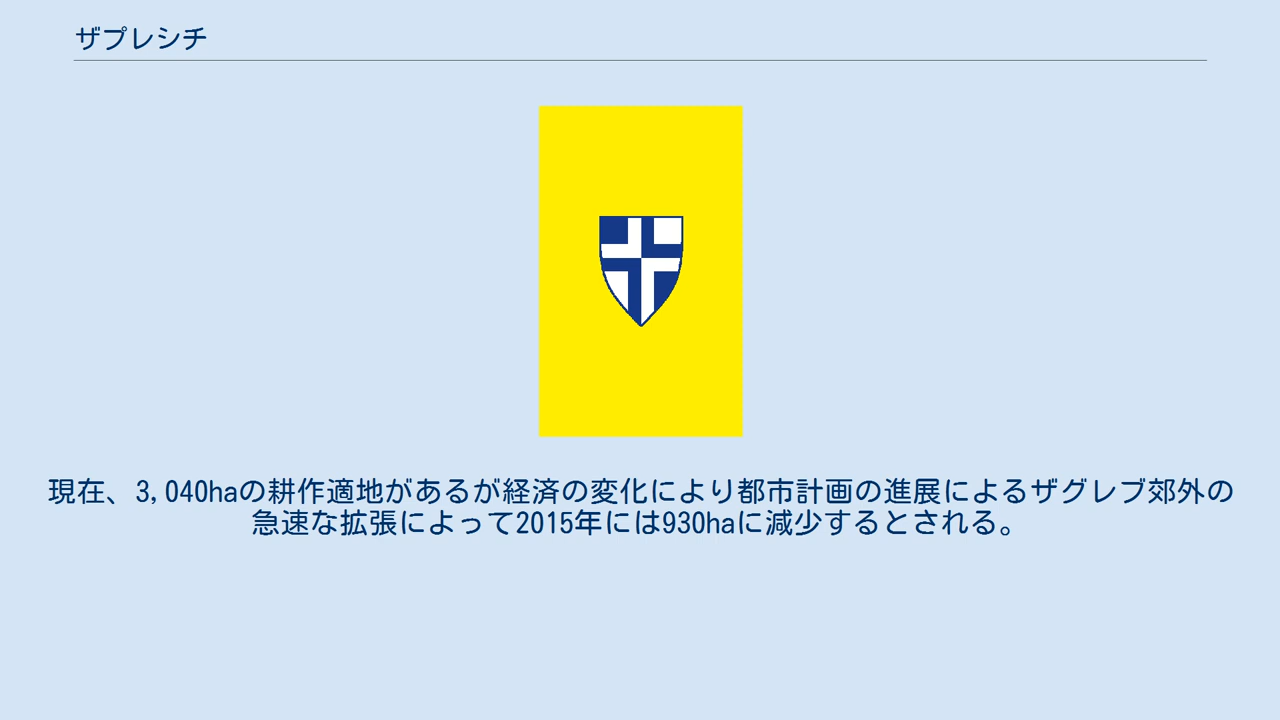 ザプレシチ
現在、3,040haの耕作適地があるが経済の変化により都市計画の進展によるザグレブ郊外の
急速な拡張によって2015年には930haに減少するとされる。